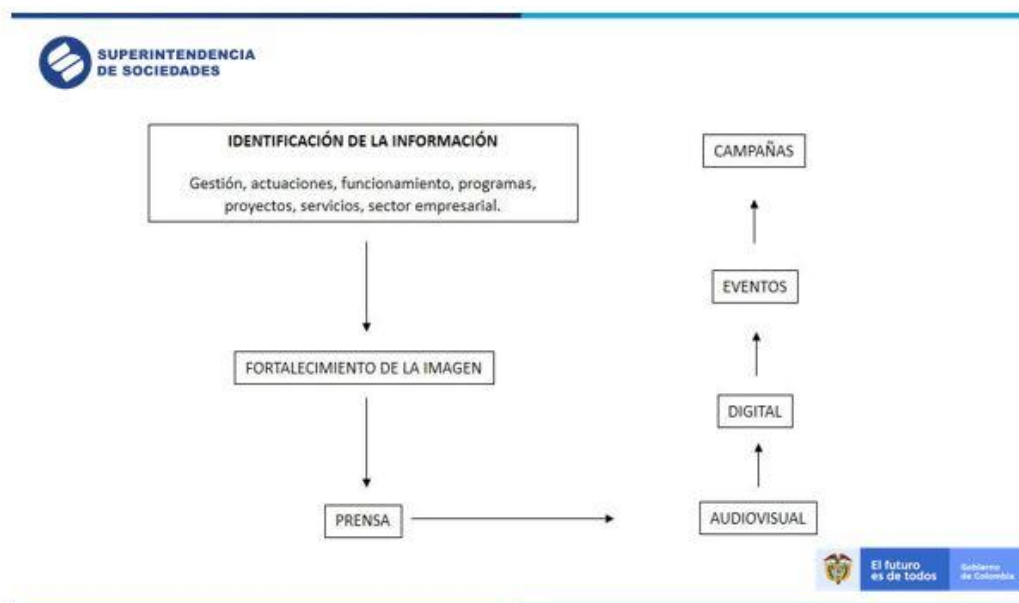 SUPERINTENDENCIA
DE SOCIEDADES
IDENTIFICACIÓN DE LA INFORMACIÓN
Gestión, actuaciones, funcionamiento, programas,
proyectos, servicios, sector empresarial.
FORTALECIMIENTO DE LA IMAGEN
PRENSA
AUDIOVISUAL
DIGITAL
EVENTOS
CAMPAÑAS
El futuro
es de todos
Gobierno
de Colombia